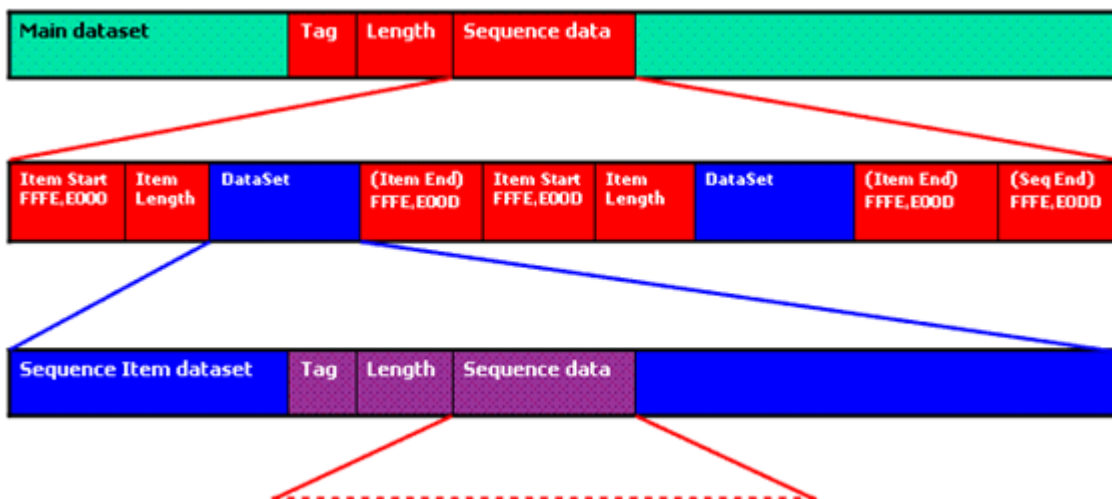 Main dataset
Tag
Length
Sequence data
Item Start
FFFE,E000
Item
Length
DataSet
(Item End)
FFFE,E00D
Item Start
FFFE,E00D
Item
Length
DataSet
(Item End)
FFFE,E00D
(Seq End)
FFFE,E0DD
Sequence Item dataset
Tag
Length
Sequence data